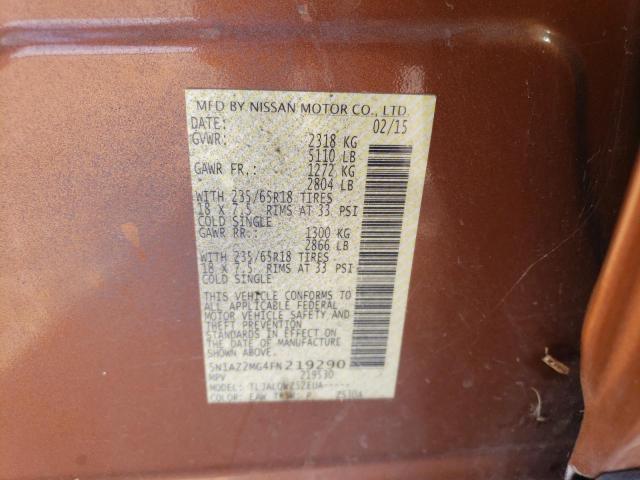 MFD BY NISSAN MOTOR CO., LTD.
DATE: 02/15
GVWR: 2318 KG
5110 LB
GAWR FR.: 1272 KG
2804 LB
WITH 235/65R18 TIRES
18 X 7.5 RIMS AT 33 PSI
COLD SINGLE
GAWR RR.: 1300 KG
2866 LB
WITH 235/65R18 TIRES
18 X 7.5 RIMS AT 33 PSI
COLD SINGLE
THIS VEHICLE CONFORMS TO
ALL APPLICABLE FEDERAL
MOTOR VEHICLE SAFETY AND
THEFT PREVENTION
STANDARDS IN EFFECT ON
THE DATE OF MANUFACTURE
SHOWN ABOVE.
5N1AZ2MG4FN219290
MPV 219530
TYPE:
COLOR: EAW